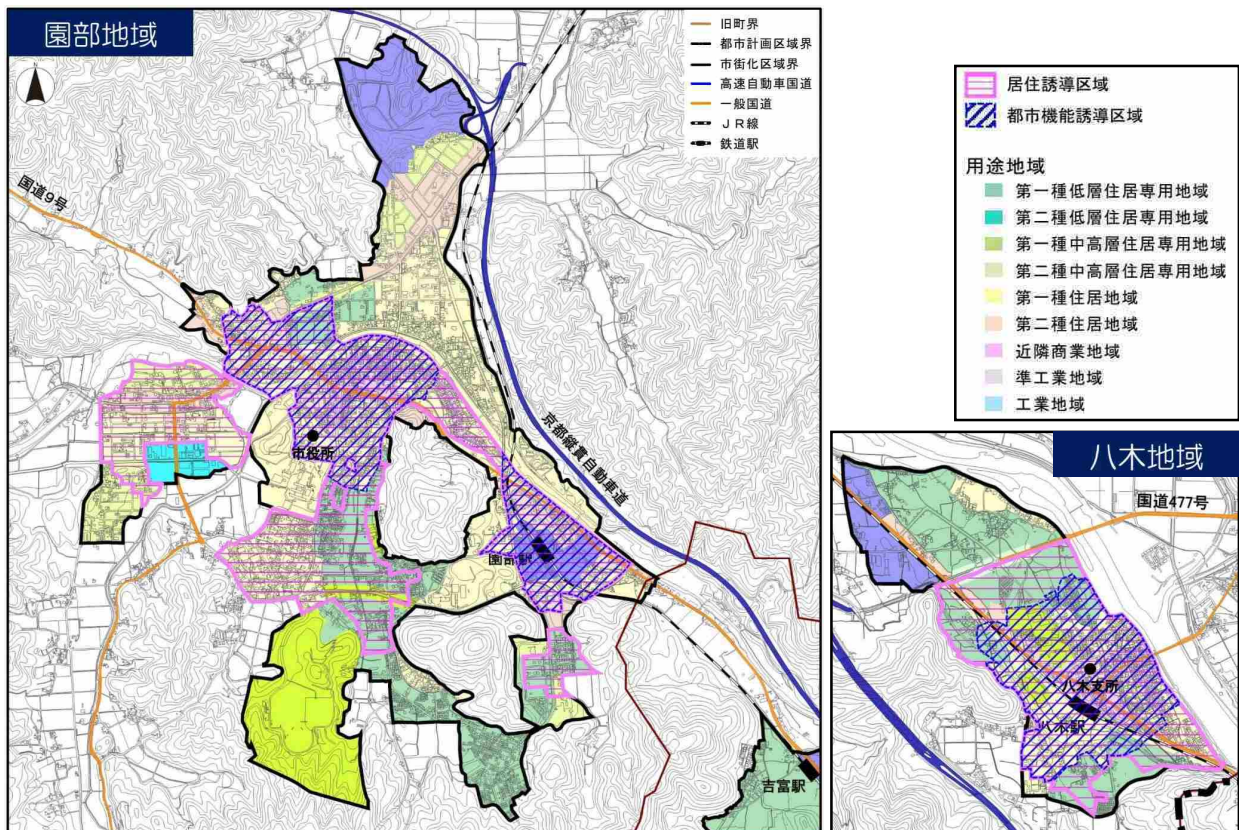 園部地域
旧町界
都市計画区域界
市街化区域界
高速自動車国道
一般国道
JR線
鉄道駅
N
国道9号
市役所
京都縦貫自動車道
園部駅
吉富駅
居住誘導区域
都市機能誘導区域
用途地域
第一種低層住居専用地域
第二種低層住居専用地域
第一種中高層住居専用地域
第二種中高層住居専用地域
第一種住居地域
第二種住居地域
近隣商業地域
準工業地域
工業地域
八木地域
国道477号
八木支所
八木駅